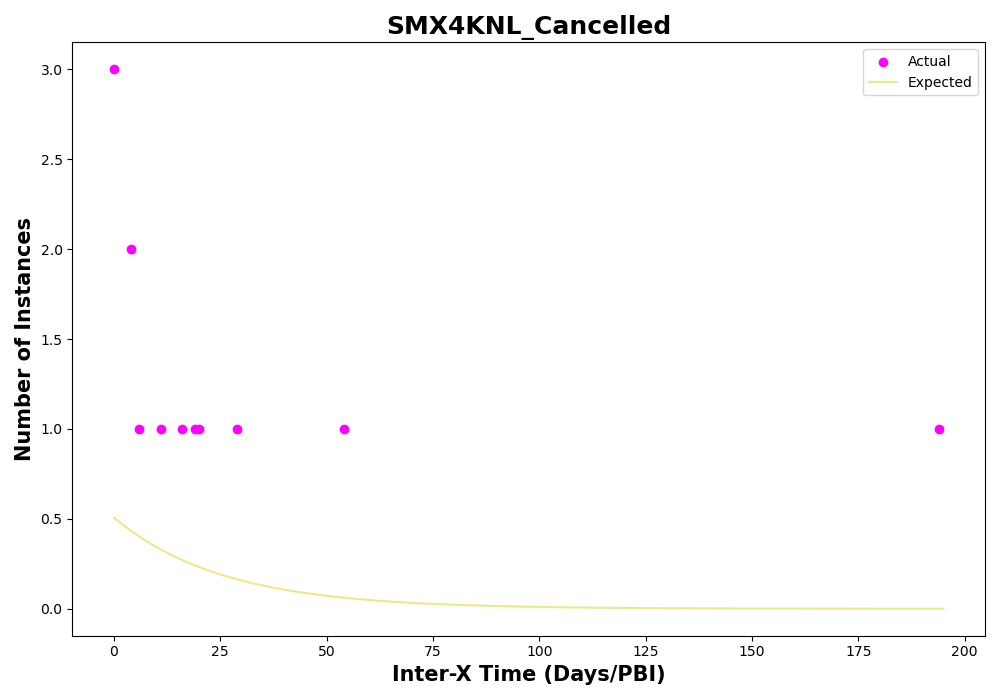 SMX4KNL_Cancelled
Actual
Expected
3.0
2.5
2.0
1.5
1.0
0.5
0.0
Number of Instances
0 25 50 75 100 125 150 175 200
Inter-X Time (Days/PBI)